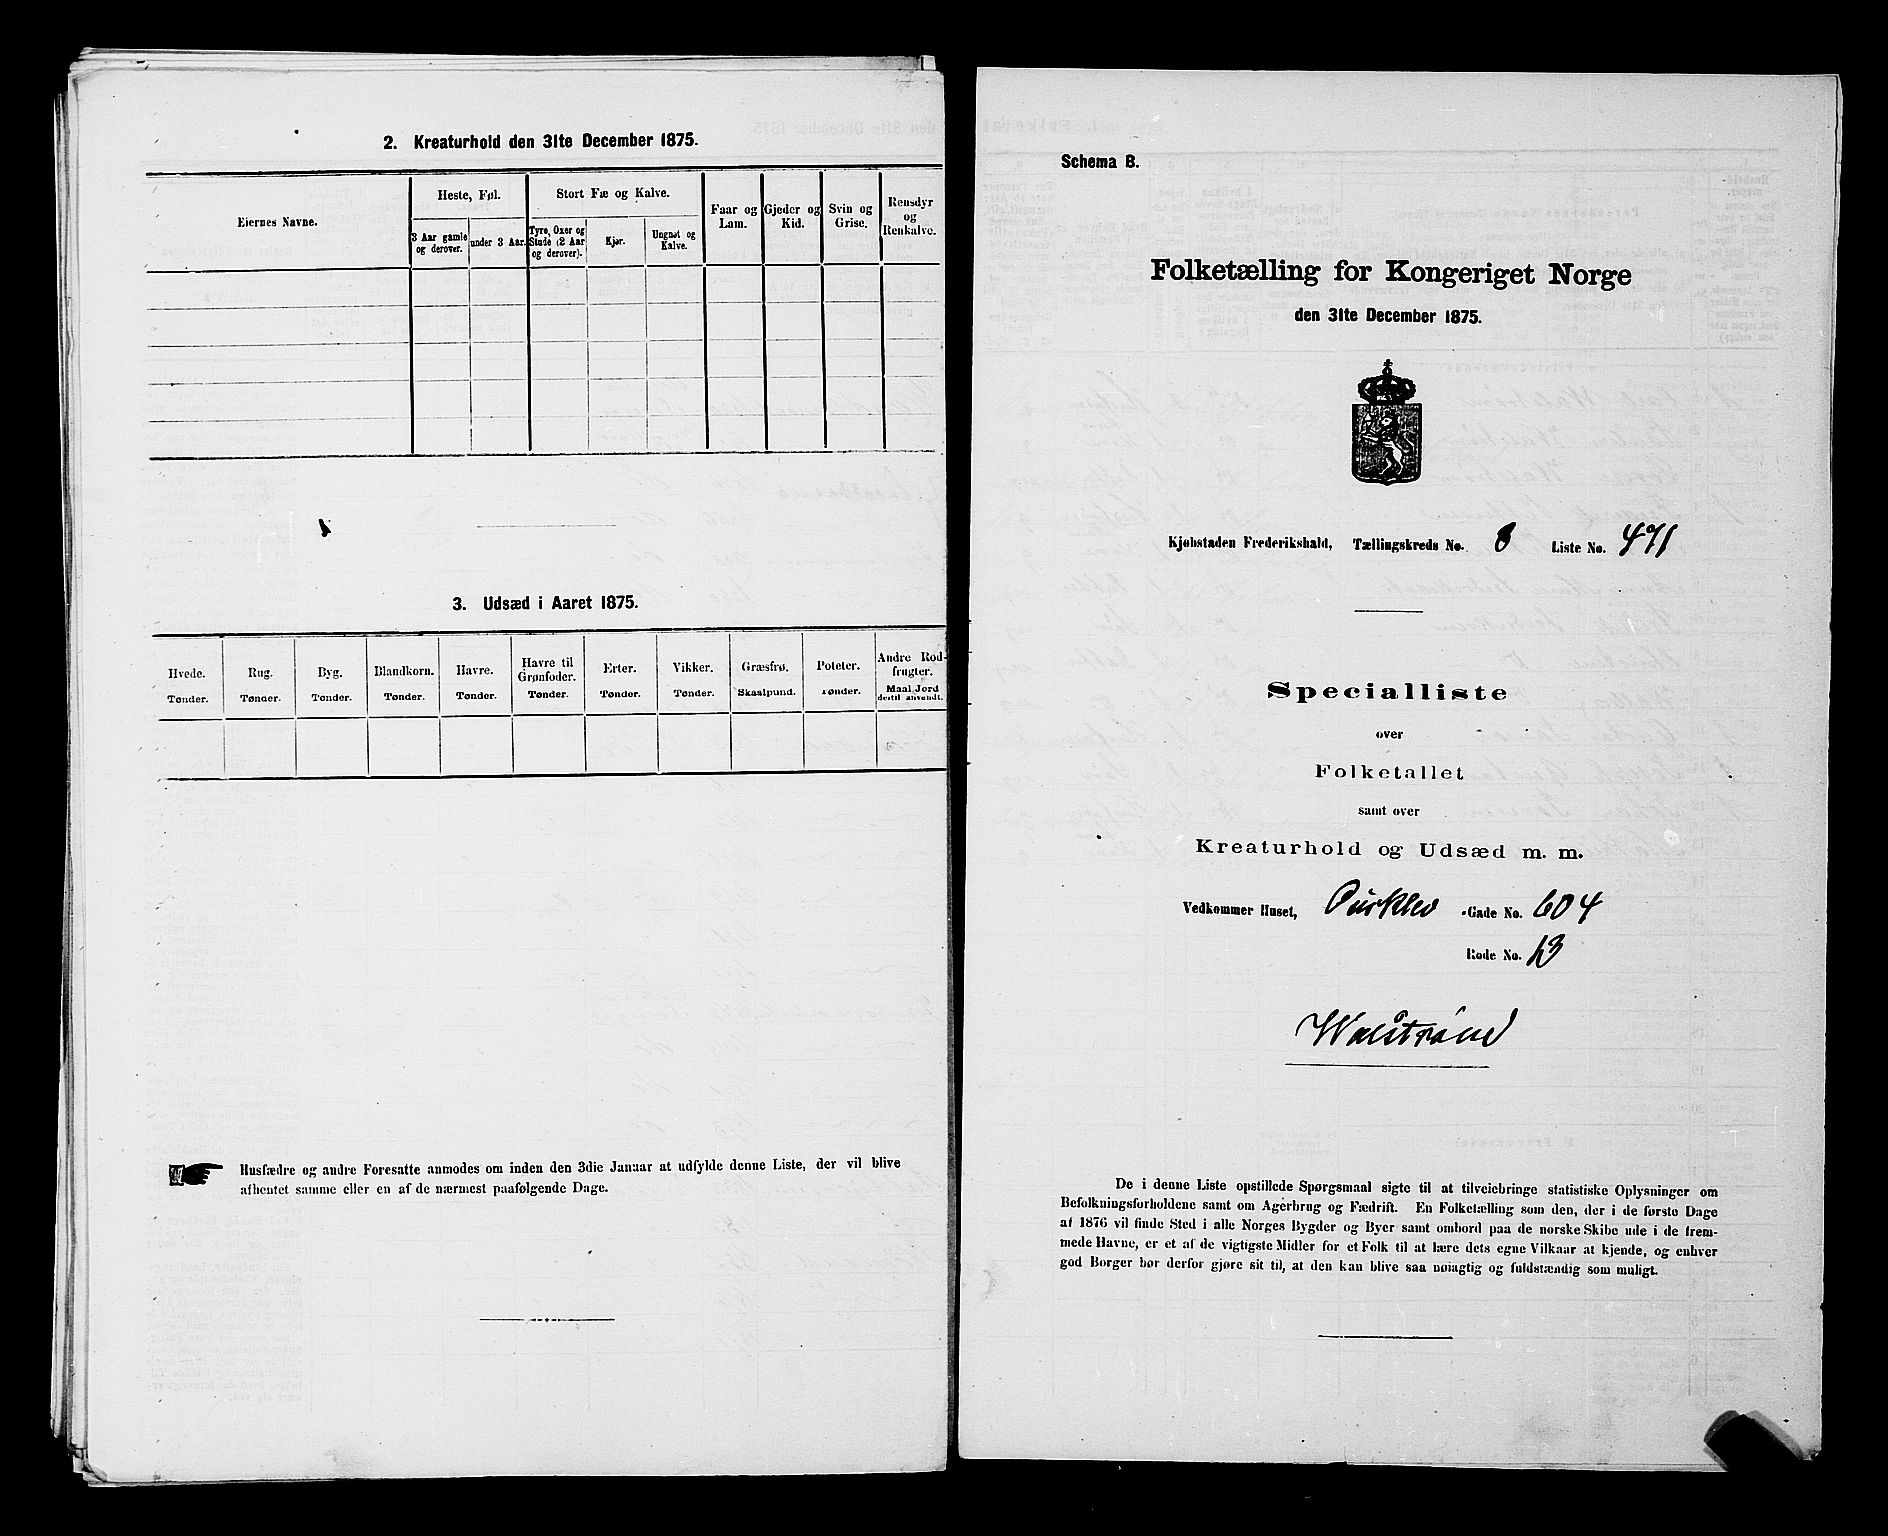 2. Kreaturhold den 31te December 1875.
Eiernes Navne.
Heste, Føl.
Stort Fæ og Kalve.
Faar og Lam.
Gjeder og Kid.
Svin og Grise.
Rensdyr og Renkalve.
3 Aar gamle og derover.
under 3 Aar.
Tyre, Oxer og Stude (2 Aar og derover).
Kjør.
Ungnøt og Kalve.
3. Udsæd i Aaret 1875.
Hvede. Tønder.
Rug. Tønder.
Byg. Tønder.
Blandkorn. Tønder.
Havre. Tønder.
Havre til Grønfoder. Tønder.
Erter. Tønder.
Vikker. Tønder.
Græsfrø. Skaalpund.
Poteter. Tønder.
Andre Rodfrugter. Maal Jord dertil anvendt.
Husfædre og andre Foresatte anmodes om inden den 3die Januar at udfylde denne Liste, der vil blive
afhentet samme eller en af de nærmest paafølgende Dage.
Schema B.
Folketælling for Kongeriget Norge
den 31te December 1875.
Kjøbstaden Frederikshald, Tællingskreds No. 8 Liste No. 471
Specialliste
over
Folketallet
samt over
Kreaturhold og Udsæd m. m.
Vedkommer Huset, Gade No. 604
Rode No. 13
Walstrøm
De i denne Liste opstillede Spørgsmaal sigte til at tilveiebringe statistiske Oplysninger om
Befolkningsforholdene samt om Agerbrug og Fædrift. En Folketælling som den, der i de første Dage
af 1876 vil finde Sted i alle Norges Bygder og Byer samt ombord paa de norske Skibe ude i de frem-
mede Havne, er et af de vigtigste Midler for et Folk til at lære dets egne Vilkaar at kjende, og enhver
god Borger bør derfor gjøre sit til, at den kan blive saa nøiagtig og fuldstændig som muligt.